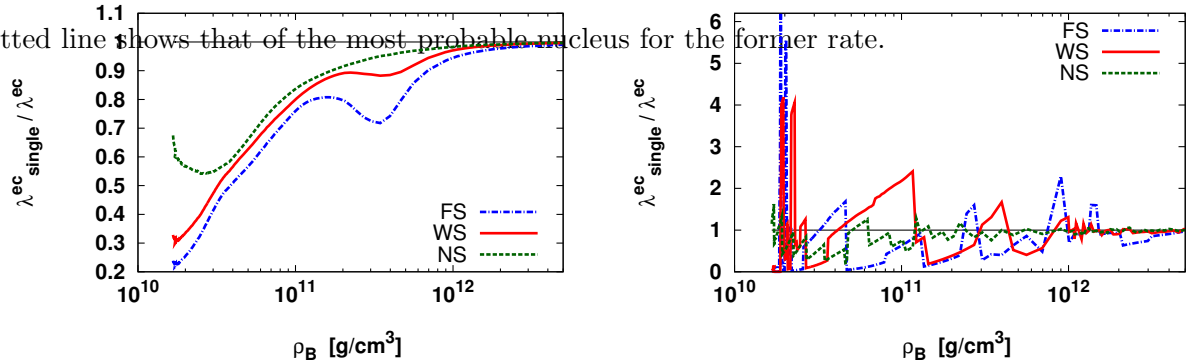 1.1
tted line shows that of the most probable nucleus for the former rate.
1
0.9
0.8
0.7
0.6
0.5
0.4
0.3
0.2
λ^ec_single / λ^ec
FS
WS
NS
10^10 10^11 10^12
ρ_B [g/cm^3]
6
5
4
3
2
1
0
λ^ec_single / λ^ec
FS
WS
NS
10^10 10^11 10^12
ρ_B [g/cm^3]